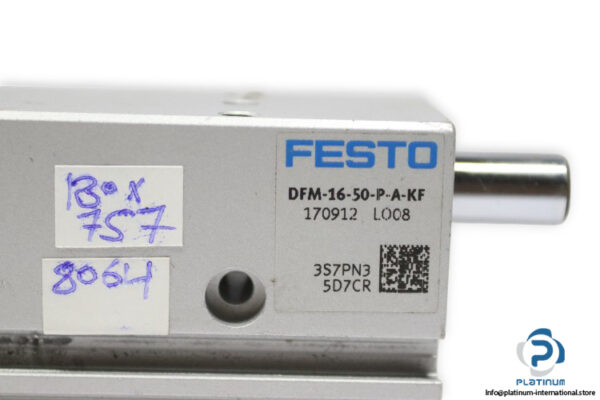 Box
757
8064
FESTO
DFM-16-50-P-A-KF
170912 L008
3S7PN3
5D7CR
PLATINUM
Info@platinum-international.store